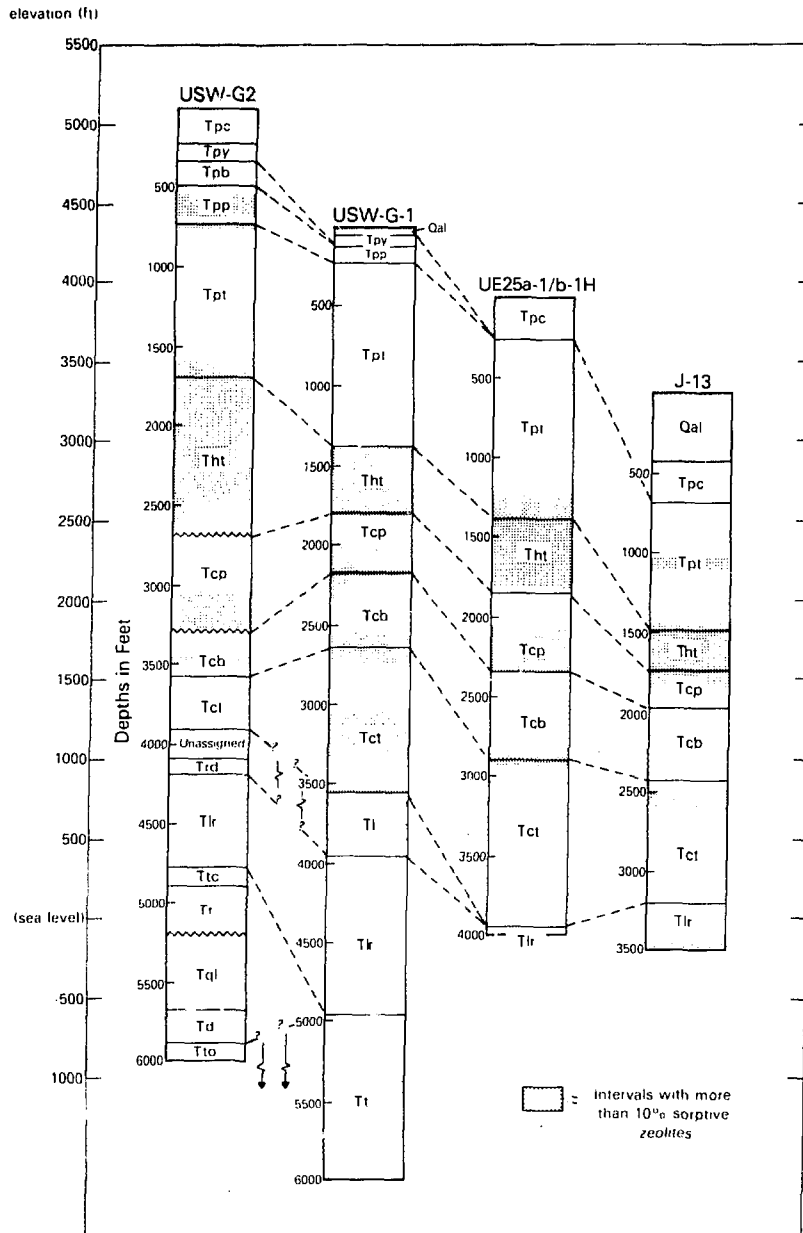 elevation (ft)
5500
5000
4500
4000
3500
3000
2500
2000
1500
1000
500
(sea level)
500
1000
Depths in Feet
USW-G2
Tpc
Tpy
Tpb
Tpp
Tpt
Tht
Tcp
Tcb
Tct
Unassigned
Trd
Tlr
Ttc
Tr
Tql
Td
Tto
500
1000
1500
2000
2500
3000
3500
4000
4500
5000
5500
6000
?
?
?
?
?
?
USW-G-1
Qal
Tpy
Tpp
Tpt
Tht
Tcp
Tcb
Tct
Tl
Tlr
Tt
500
1000
1500
2000
2500
3000
3500
4000
4500
5000
5500
6000
UE25a-1/b-1H
Tpc
Tpt
Tht
Tcp
Tcb
Tct
Tlr
500
1000
1500
2000
2500
3000
3500
4000
J-13
Qal
Tpc
Tpt
Tht
Tcp
Tcb
Tct
Tlr
500
1000
1500
2000
2500
3000
3500
= Intervals with more
than 10% sorptive
zeolites